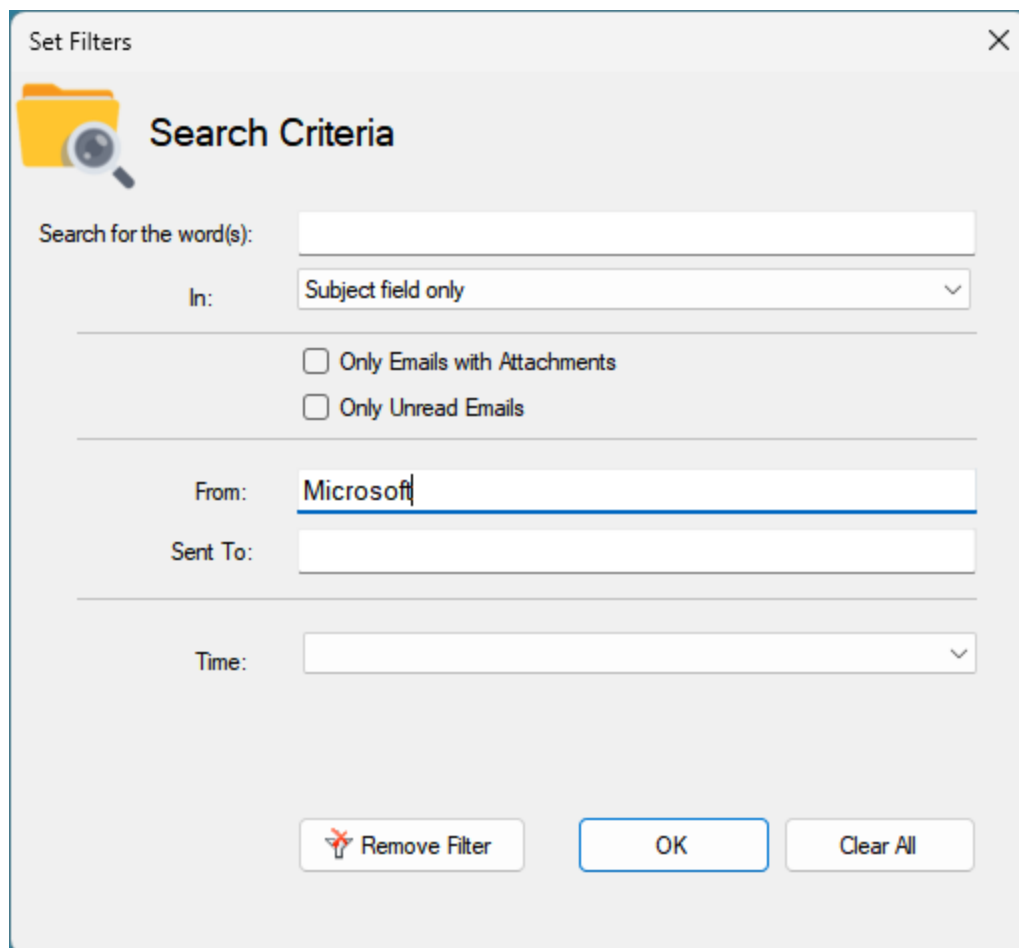 Set Filters
Search Criteria
Search for the word(s):
In: Subject field only
Only Emails with Attachments
Only Unread Emails
From: Microsoft
Sent To:
Time:
Remove Filter OK Clear All